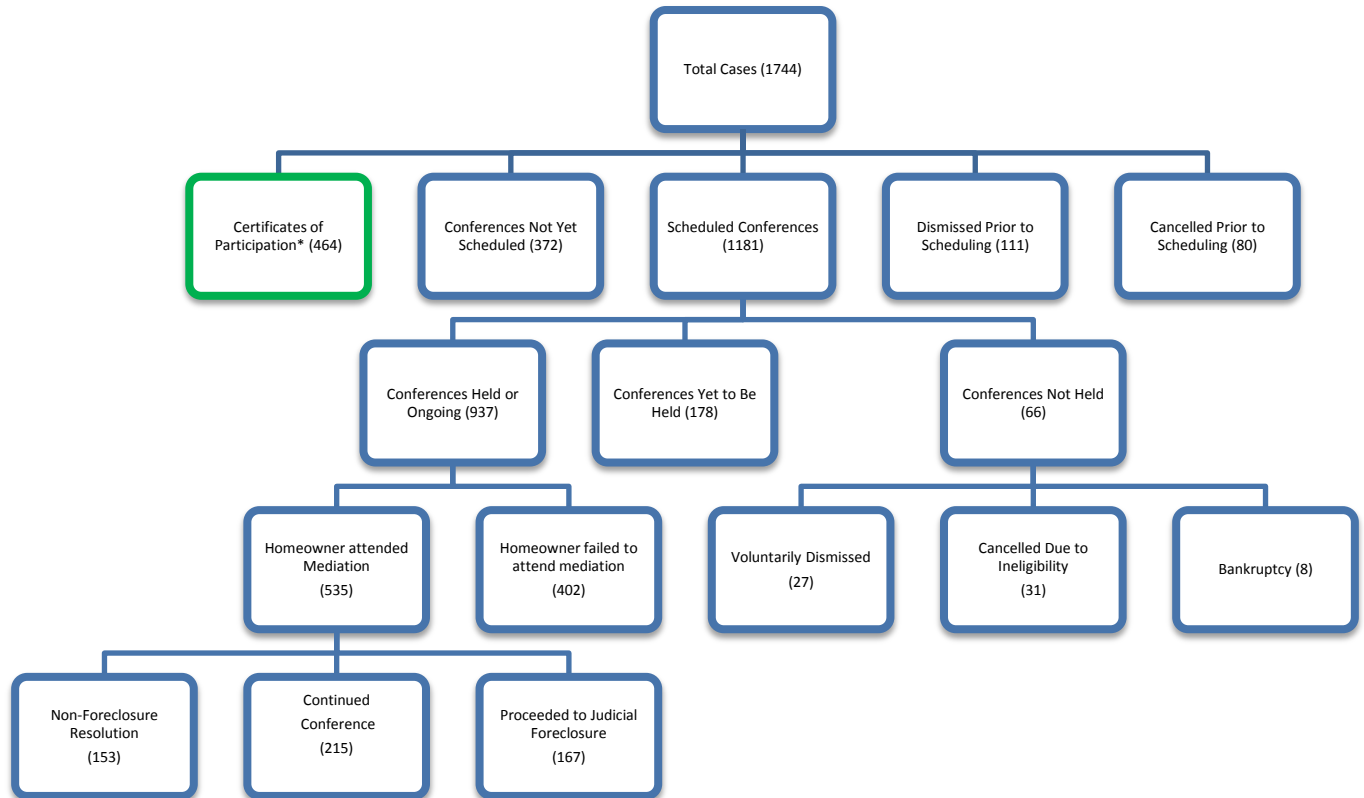 Total Cases (1744)
Certificates of
Participation* (464)
Conferences Not Yet
Scheduled (372)
Scheduled Conferences
(1181)
Dismissed Prior to
Scheduling (111)
Cancelled Prior to
Scheduling (80)
Conferences Held or
Ongoing (937)
Conferences Yet to Be
Held (178)
Conferences Not Held
(66)
Homeowner attended
Mediation
(535)
Homeowner failed to
attend mediation
(402)
Voluntarily Dismissed
(27)
Cancelled Due to
Ineligibility
(31)
Bankruptcy (8)
Non-Foreclosure
Resolution
(153)
Continued
Conference
(215)
Proceeded to Judicial
Foreclosure
(167)